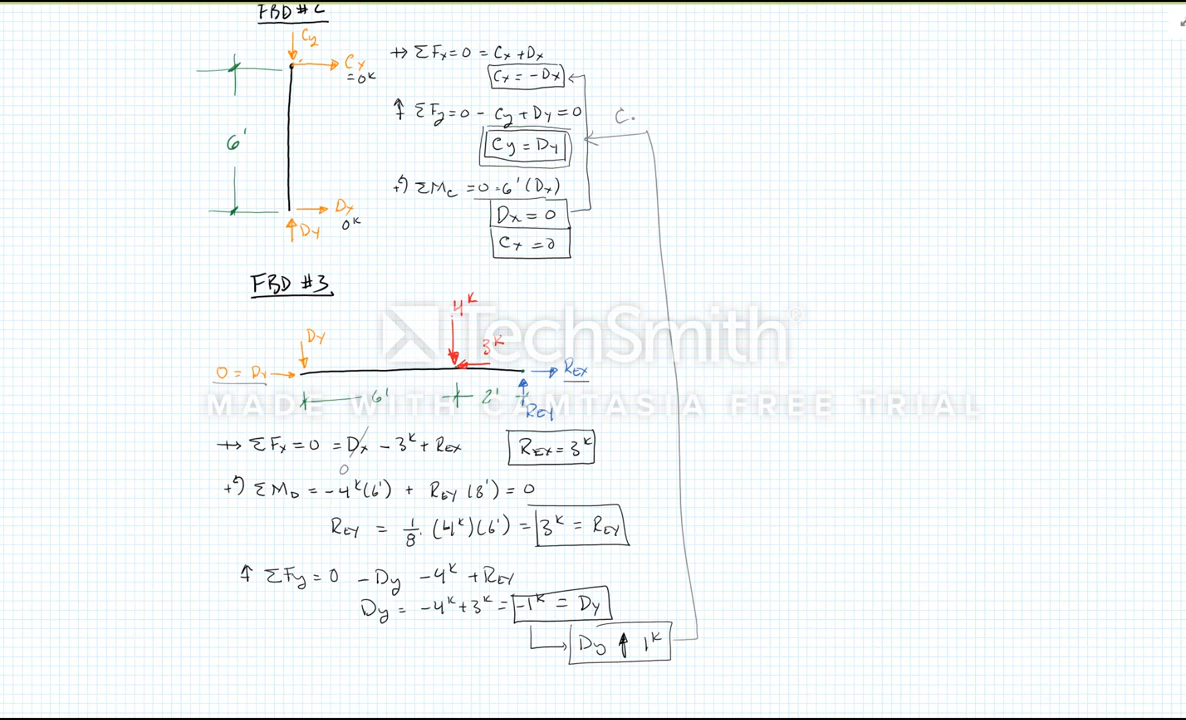 FBD #2
Cy
Cx
= 0ᴷ
6'
Dx
0ᴷ
Dy
→+ ΣFx = 0 = Cx + Dx
Cx = -Dx
↑ ΣFy = 0 - Cy + Dy = 0
Cy = Dy
+↺ ΣMc = 0 = 6'(Dx)
Dx = 0
Cx = 0
C.
FBD #3
4ᴷ
3ᴷ
Dy
0 = Dx
REX
6'
2'
REY
TechSmith®
MADE WITH CAMTASIA FREE TRIAL
→+ ΣFx = 0 = Dx - 3ᴷ + REX
0
REX = 3ᴷ
+↺ ΣMD = -4ᴷ(6') + REY (8') = 0
REY = 1/8 · (4ᴷ)(6') = 3ᴷ = REY
↑ ΣFy = 0 - Dy - 4ᴷ + REY
Dy = -4ᴷ + 3ᴷ = -1ᴷ = Dy
Dy ↑ 1ᴷ